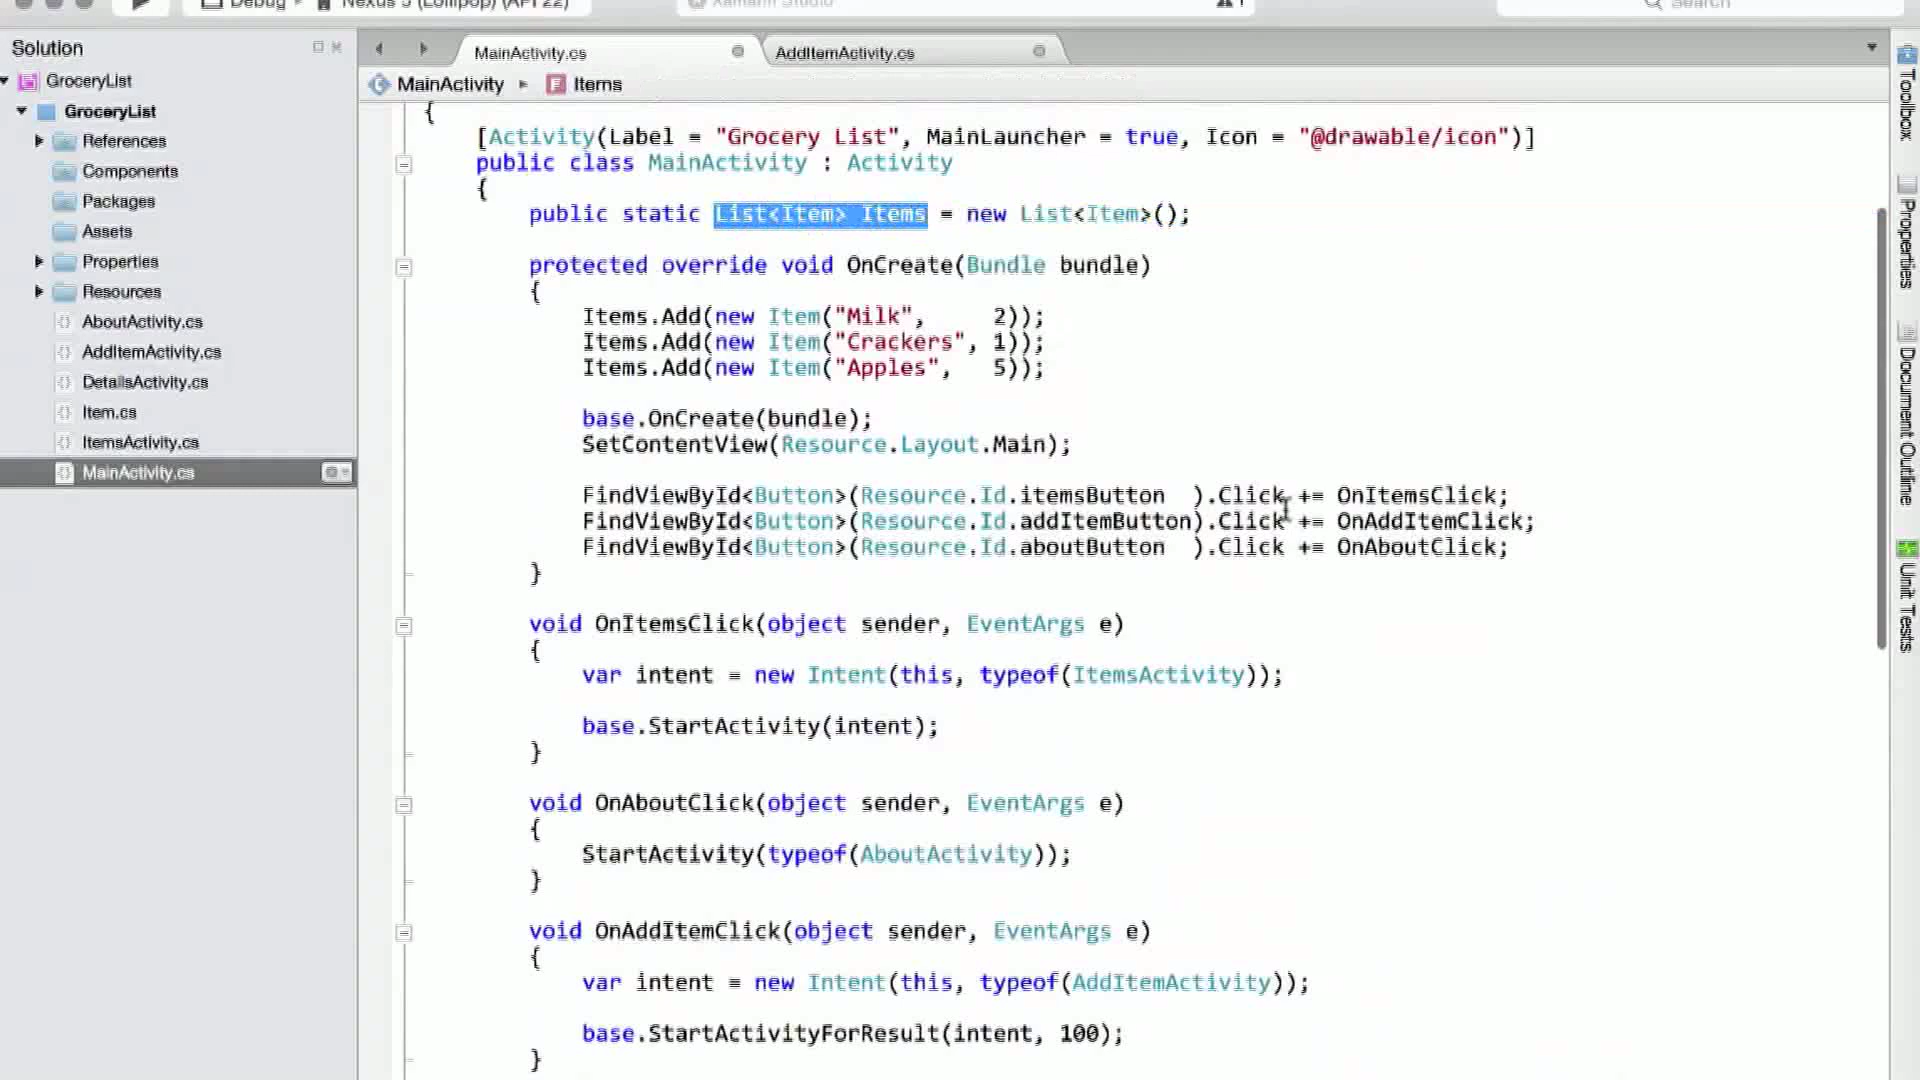 Debug
Nexus 5 (Lollipop) (API 22)
Xamarin Studio
1
Search
Solution
MainActivity.cs
AddItemActivity.cs
GroceryList
MainActivity
Items
GroceryList
References
Components
Packages
Assets
Properties
Resources
AboutActivity.cs
AddItemActivity.cs
DetailsActivity.cs
Item.cs
ItemsActivity.cs
MainActivity.cs
{
[Activity(Label = "Grocery List", MainLauncher = true, Icon = "@drawable/icon")]
public class MainActivity : Activity
{
public static List<Item> Items = new List<Item>();
protected override void OnCreate(Bundle bundle)
{
Items.Add(new Item("Milk",     2));
Items.Add(new Item("Crackers", 1));
Items.Add(new Item("Apples",   5));
base.OnCreate(bundle);
SetContentView(Resource.Layout.Main);
FindViewById<Button>(Resource.Id.itemsButton  ).Click += OnItemsClick;
FindViewById<Button>(Resource.Id.addItemButton).Click += OnAddItemClick;
FindViewById<Button>(Resource.Id.aboutButton  ).Click += OnAboutClick;
}
void OnItemsClick(object sender, EventArgs e)
{
var intent = new Intent(this, typeof(ItemsActivity));
base.StartActivity(intent);
}
void OnAboutClick(object sender, EventArgs e)
{
StartActivity(typeof(AboutActivity));
}
void OnAddItemClick(object sender, EventArgs e)
{
var intent = new Intent(this, typeof(AddItemActivity));
base.StartActivityForResult(intent, 100);
}
Toolbox
Properties
Document Outline
Unit Tests